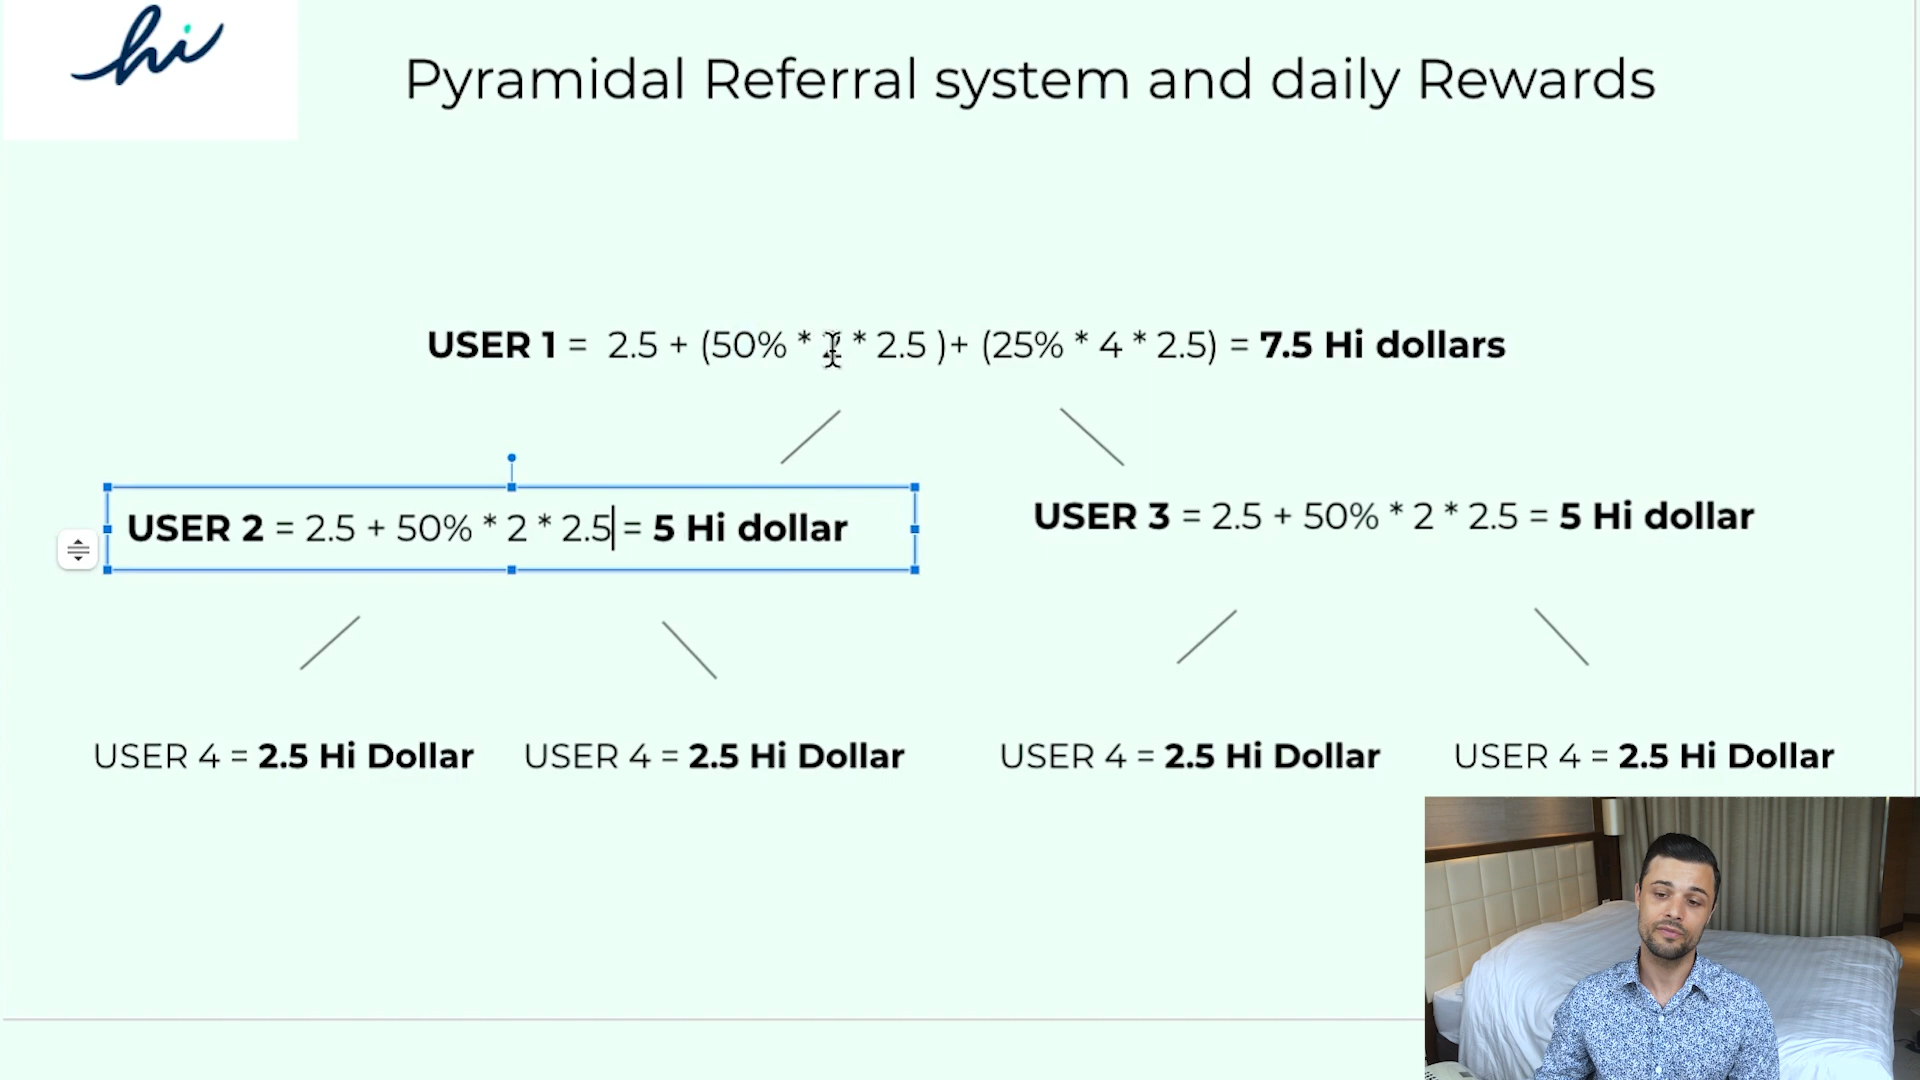 hi
Pyramidal Referral system and daily Rewards
USER 1 = 2.5 + (50% * 2 * 2.5 )+ (25% * 4 * 2.5) = 7.5 Hi dollars
USER 2 = 2.5 + 50% * 2 * 2.5 = 5 Hi dollar
USER 3 = 2.5 + 50% * 2 * 2.5 = 5 Hi dollar
USER 4 = 2.5 Hi Dollar
USER 4 = 2.5 Hi Dollar
USER 4 = 2.5 Hi Dollar
USER 4 = 2.5 Hi Dollar